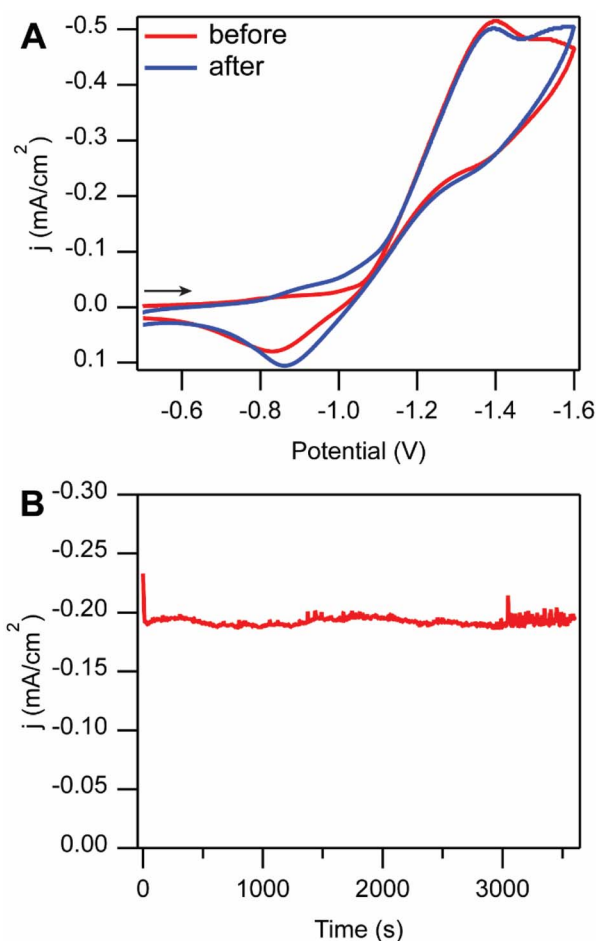 A
before
after
j (mA/cm²)
-0.5
-0.4
-0.3
-0.2
-0.1
0.0
0.1
-0.6 -0.8 -1.0 -1.2 -1.4 -1.6
Potential (V)
B
j (mA/cm²)
-0.30
-0.25
-0.20
-0.15
-0.10
-0.05
0.00
0 1000 2000 3000
Time (s)